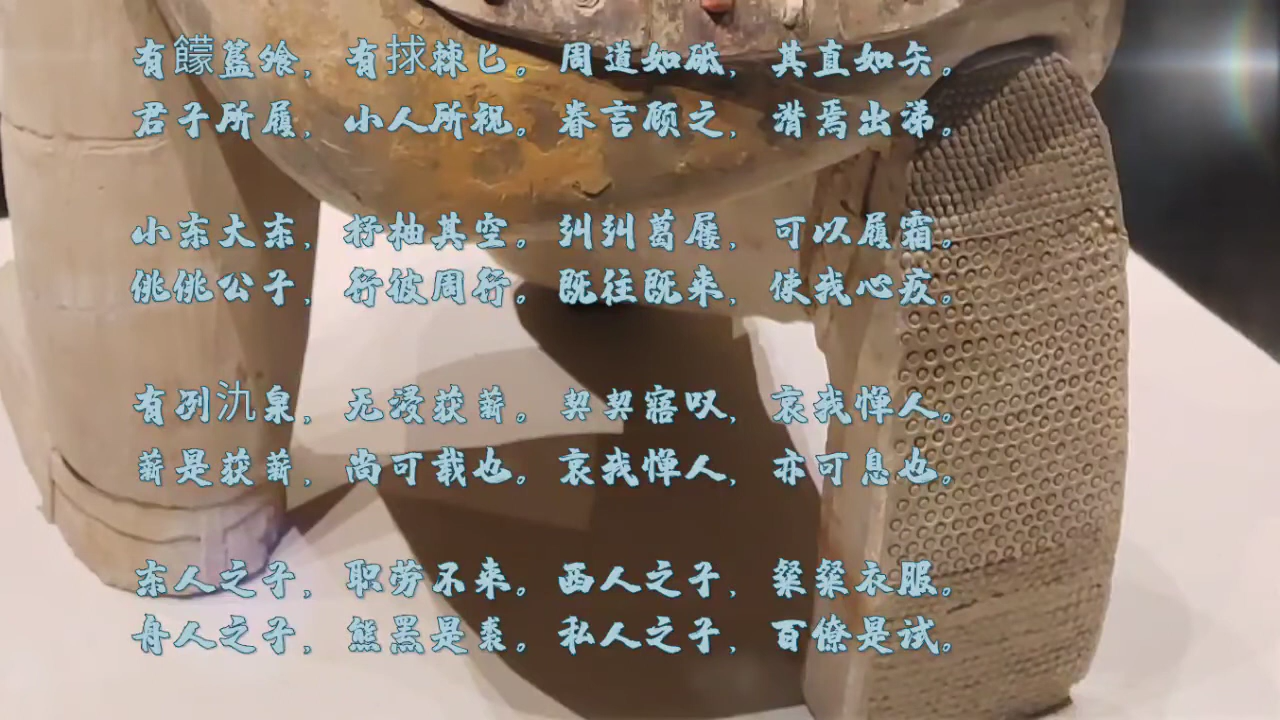 有饛簋飧，有捄棘匕。周道如砥，其直如矢。
君子所履，小人所视。眷言顾之，潸焉出涕。
小东大东，杼柚其空。纠纠葛屦，可以履霜。
佻佻公子，行彼周行。既往既来，使我心疚。
有冽氿泉，无浸获薪。契契寤叹，哀我惮人。
薪是获薪，尚可载也。哀我惮人，亦可息也。
东人之子，职劳不来。西人之子，粲粲衣服。
舟人之子，熊罴是裘。私人之子，百僚是试。